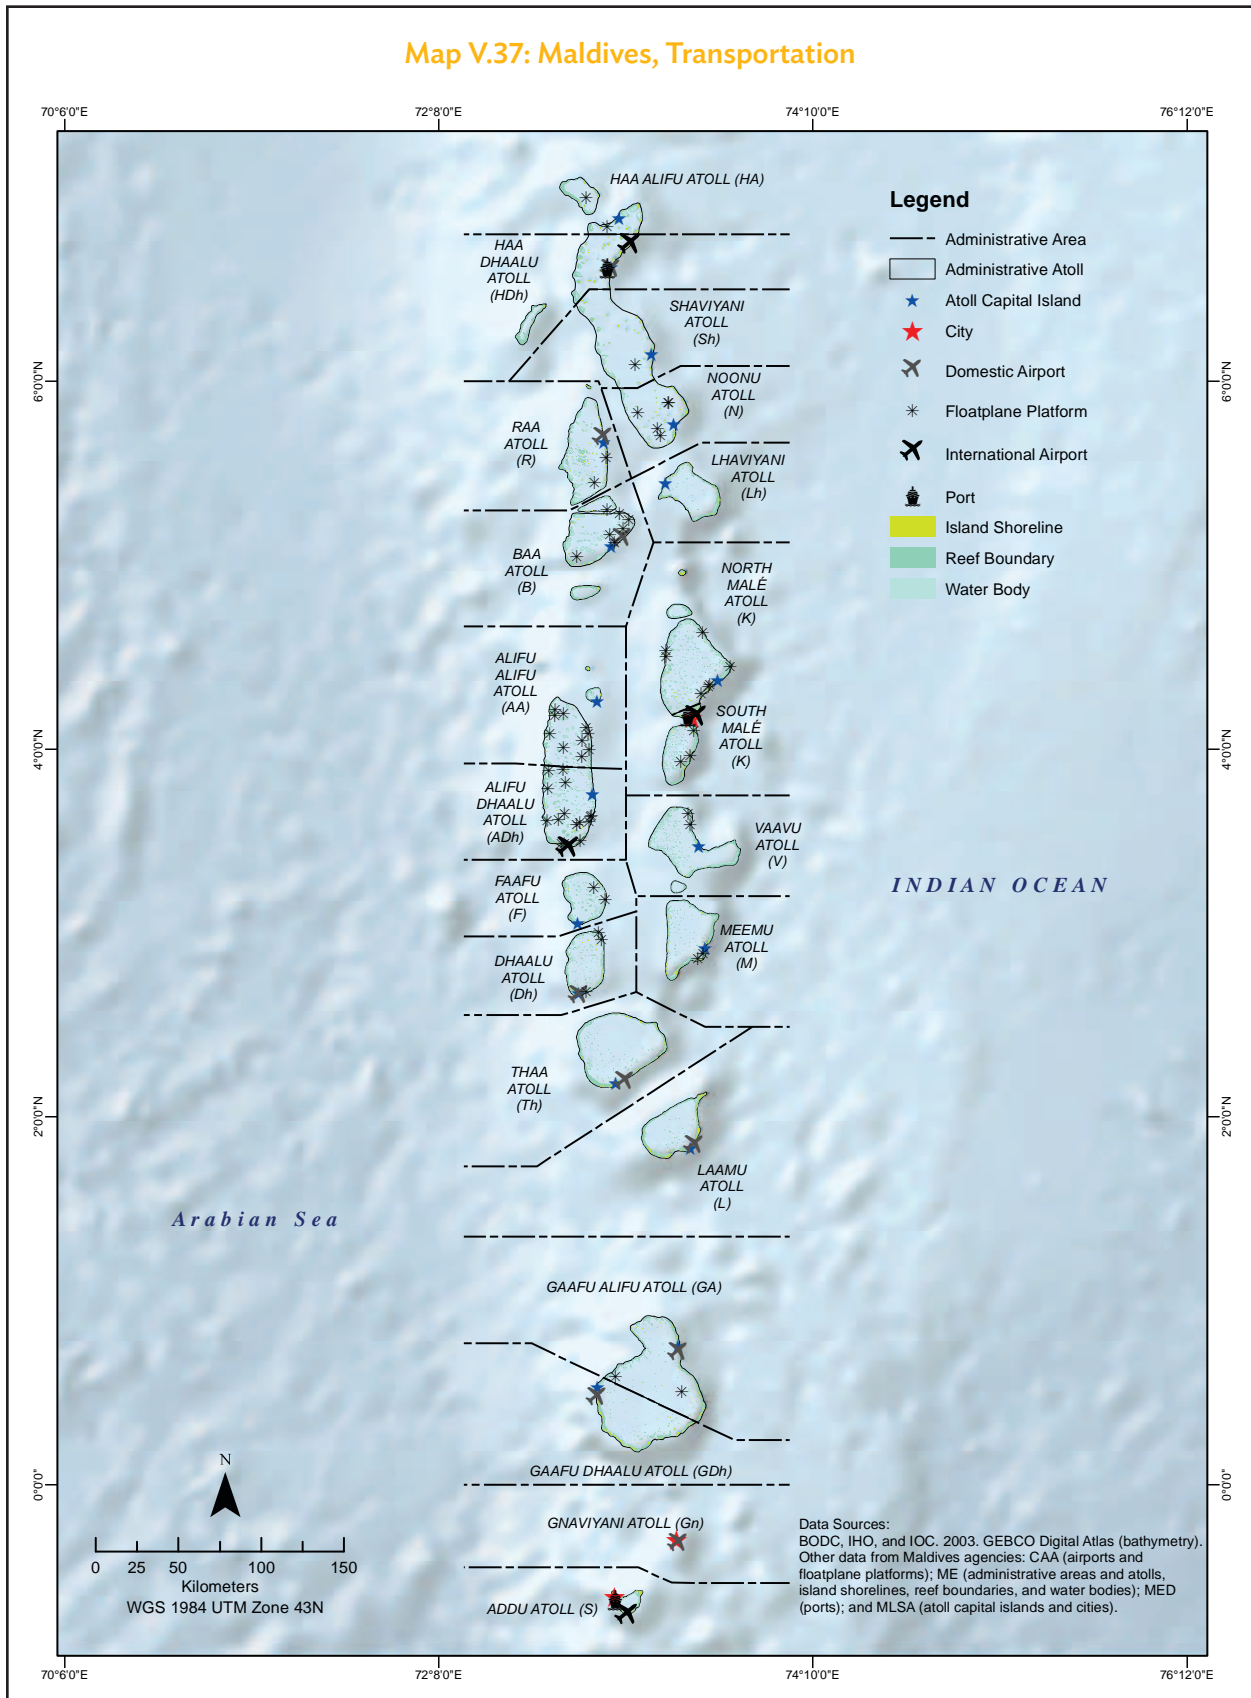 Map V.37: Maldives, Transportation
70°6'0"E
72°8'0"E
74°10'0"E
76°12'0"E
HAA ALIFU ATOLL (HA)
HAA
DHAALU
ATOLL
(HDh)
SHAVIYANI
ATOLL
(Sh)
NOONU
ATOLL
(N)
RAA
ATOLL
(R)
LHAVIYANI
ATOLL
(Lh)
BAA
ATOLL
(B)
NORTH
MALÉ
ATOLL
(K)
ALIFU
ALIFU
ATOLL
(AA)
SOUTH
MALÉ
ATOLL
(K)
ALIFU
DHAALU
ATOLL
(ADh)
VAAVU
ATOLL
(V)
FAAFU
ATOLL
(F)
MEEMU
ATOLL
(M)
DHAALU
ATOLL
(Dh)
THAA
ATOLL
(Th)
LAAMU
ATOLL
(L)
GAAFU ALIFU ATOLL (GA)
GAAFU DHAALU ATOLL (GDh)
GNAVIYANI ATOLL (Gn)
ADDU ATOLL (S)
Legend
Administrative Area
Administrative Atoll
Atoll Capital Island
City
Domestic Airport
Floatplane Platform
International Airport
Port
Island Shoreline
Reef Boundary
Water Body
INDIAN OCEAN
Arabian Sea
6°0'0"N
4°0'0"N
2°0'0"N
0°0'0"
6°0'0"N
4°0'0"N
2°0'0"N
0°0'0"
N
0 25 50 100 150
Kilometers
WGS 1984 UTM Zone 43N
Data Sources:
BODC, IHO, and IOC. 2003. GEBCO Digital Atlas (bathymetry).
Other data from Maldives agencies: CAA (airports and
floatplane platforms); ME (administrative areas and atolls,
island shorelines, reef boundaries, and water bodies); MED
(ports); and MLSA (atoll capital islands and cities).
70°6'0"E
72°8'0"E
74°10'0"E
76°12'0"E